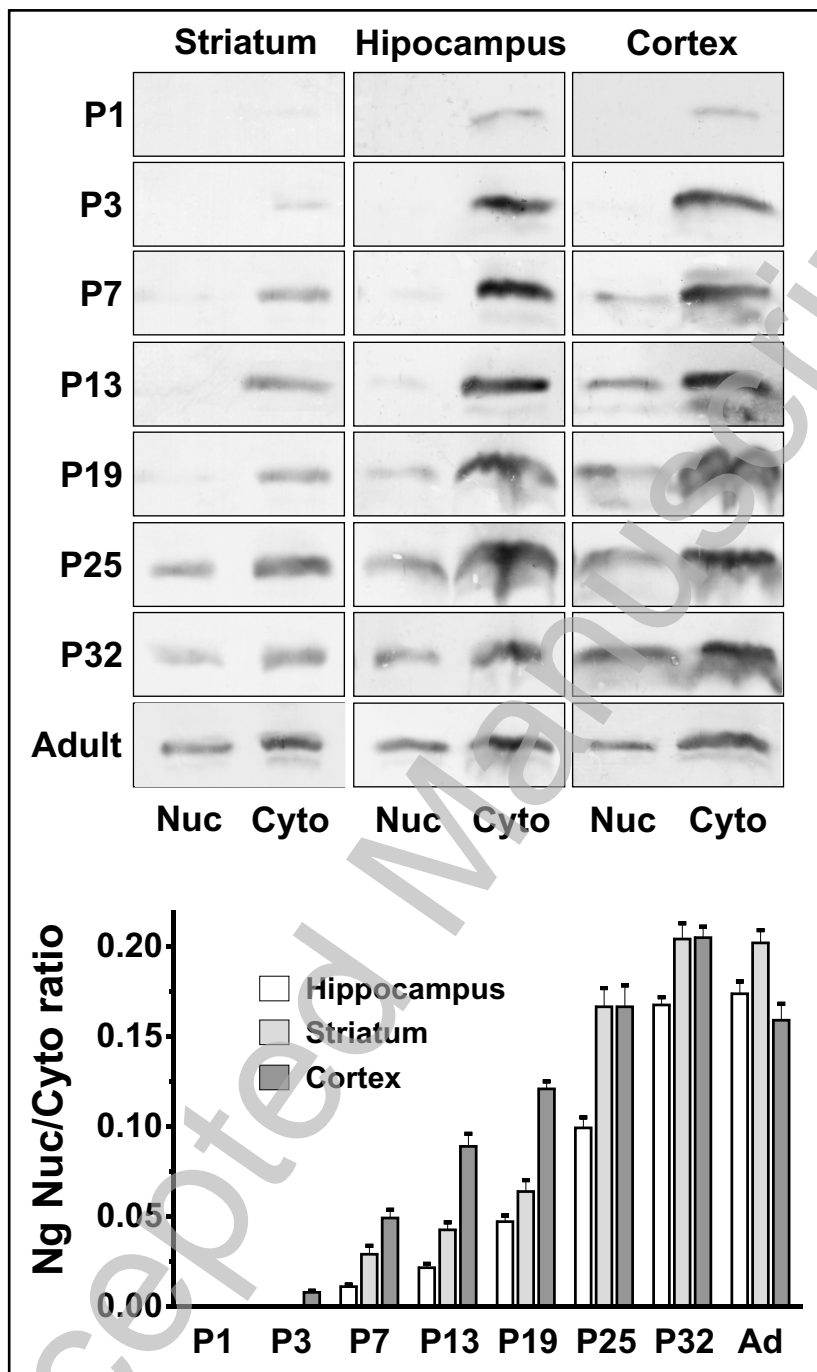 Striatum Hipocampus Cortex
P1
P3
P7
P13
P19
P25
P32
Adult
Nuc Cyto Nuc Cyto Nuc Cyto
Ng Nuc/Cyto ratio
0.20
0.15
0.10
0.05
0.00
Hippocampus
Striatum
Cortex
P1 P3 P7 P13 P19 P25 P32 Ad
cepted Manuscri